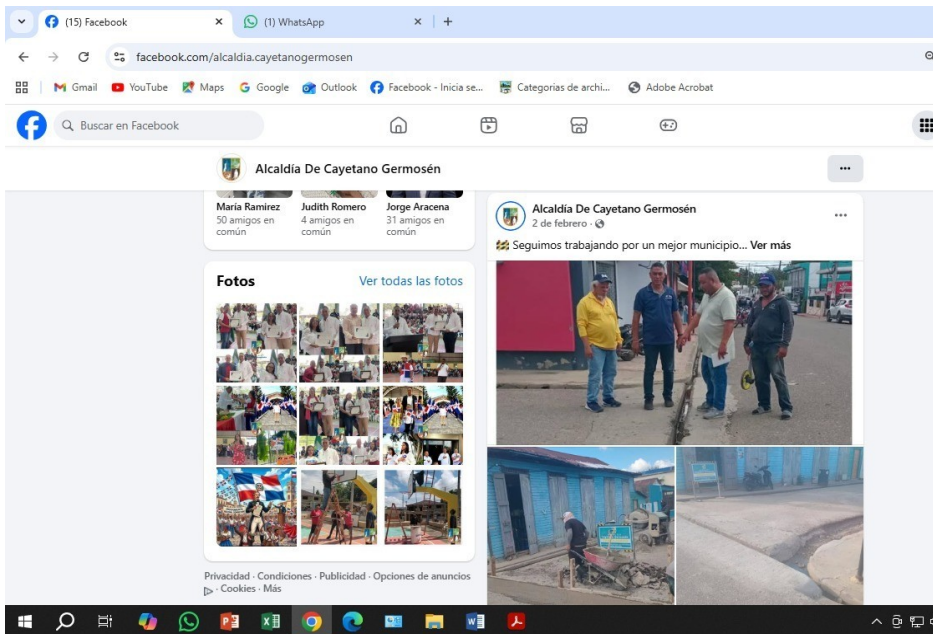 (15) Facebook
(1) WhatsApp
facebook.com/alcaldia.cayetanogermosen
Gmail
YouTube
Maps
Google
Outlook
Facebook - Inicia se...
Categorias de archi...
Adobe Acrobat
Buscar en Facebook
Alcaldía De Cayetano Germosén
María Ramirez
50 amigos en
común
Judith Romero
4 amigos en
común
Jorge Aracena
31 amigos en
común
Fotos
Ver todas las fotos
Privacidad · Condiciones · Publicidad · Opciones de anuncios
· Cookies · Más
Alcaldía De Cayetano Germosén
2 de febrero ·
Seguimos trabajando por un mejor municipio... Ver más